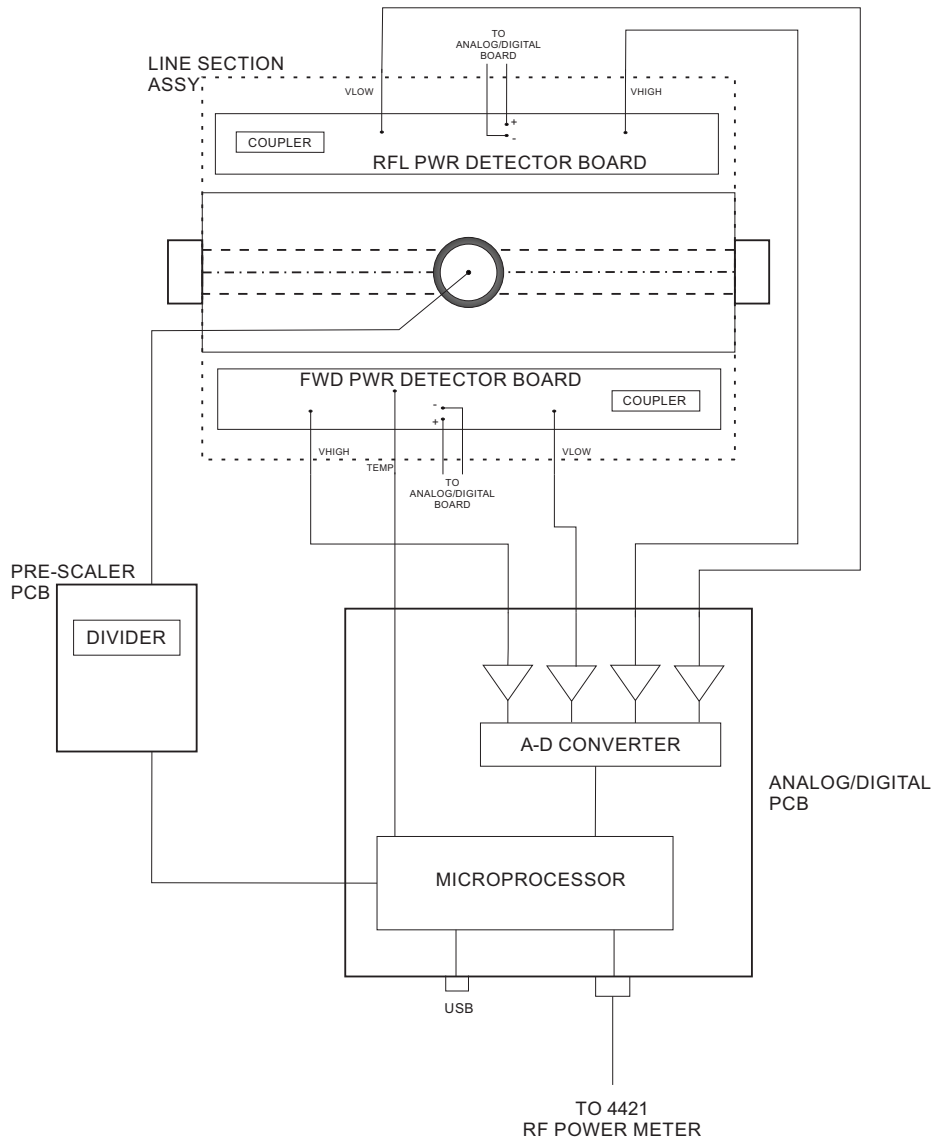 TO
ANALOG/DIGITAL
BOARD
LINE SECTION
ASSY
VLOW
VHIGH
+
-
COUPLER
RFL PWR DETECTOR BOARD
FWD PWR DETECTOR BOARD
COUPLER
-
+
VHIGH
TEMP
VLOW
TO
ANALOG/DIGITAL
BOARD
PRE-SCALER
PCB
DIVIDER
A-D CONVERTER
ANALOG/DIGITAL
PCB
MICROPROCESSOR
USB
TO 4421
RF POWER METER